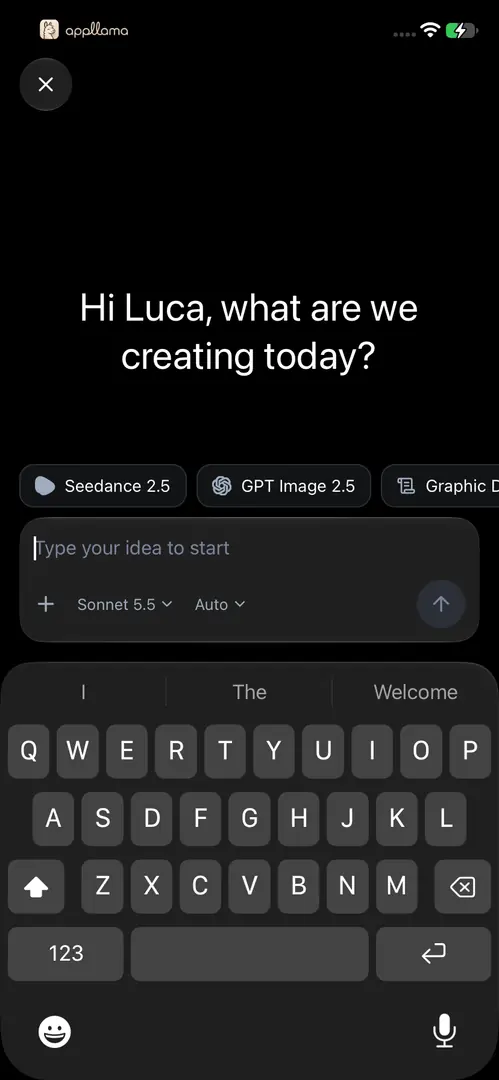 appllama
Hi Luca, what are we
creating today?
Seedance 2.5 GPT Image 2.5 Graphic D
Type your idea to start
Sonnet 5.5 Auto
I The Welcome
Q W E R T Y U I O P
A S D F G H J K L
Z X C V B N M
123